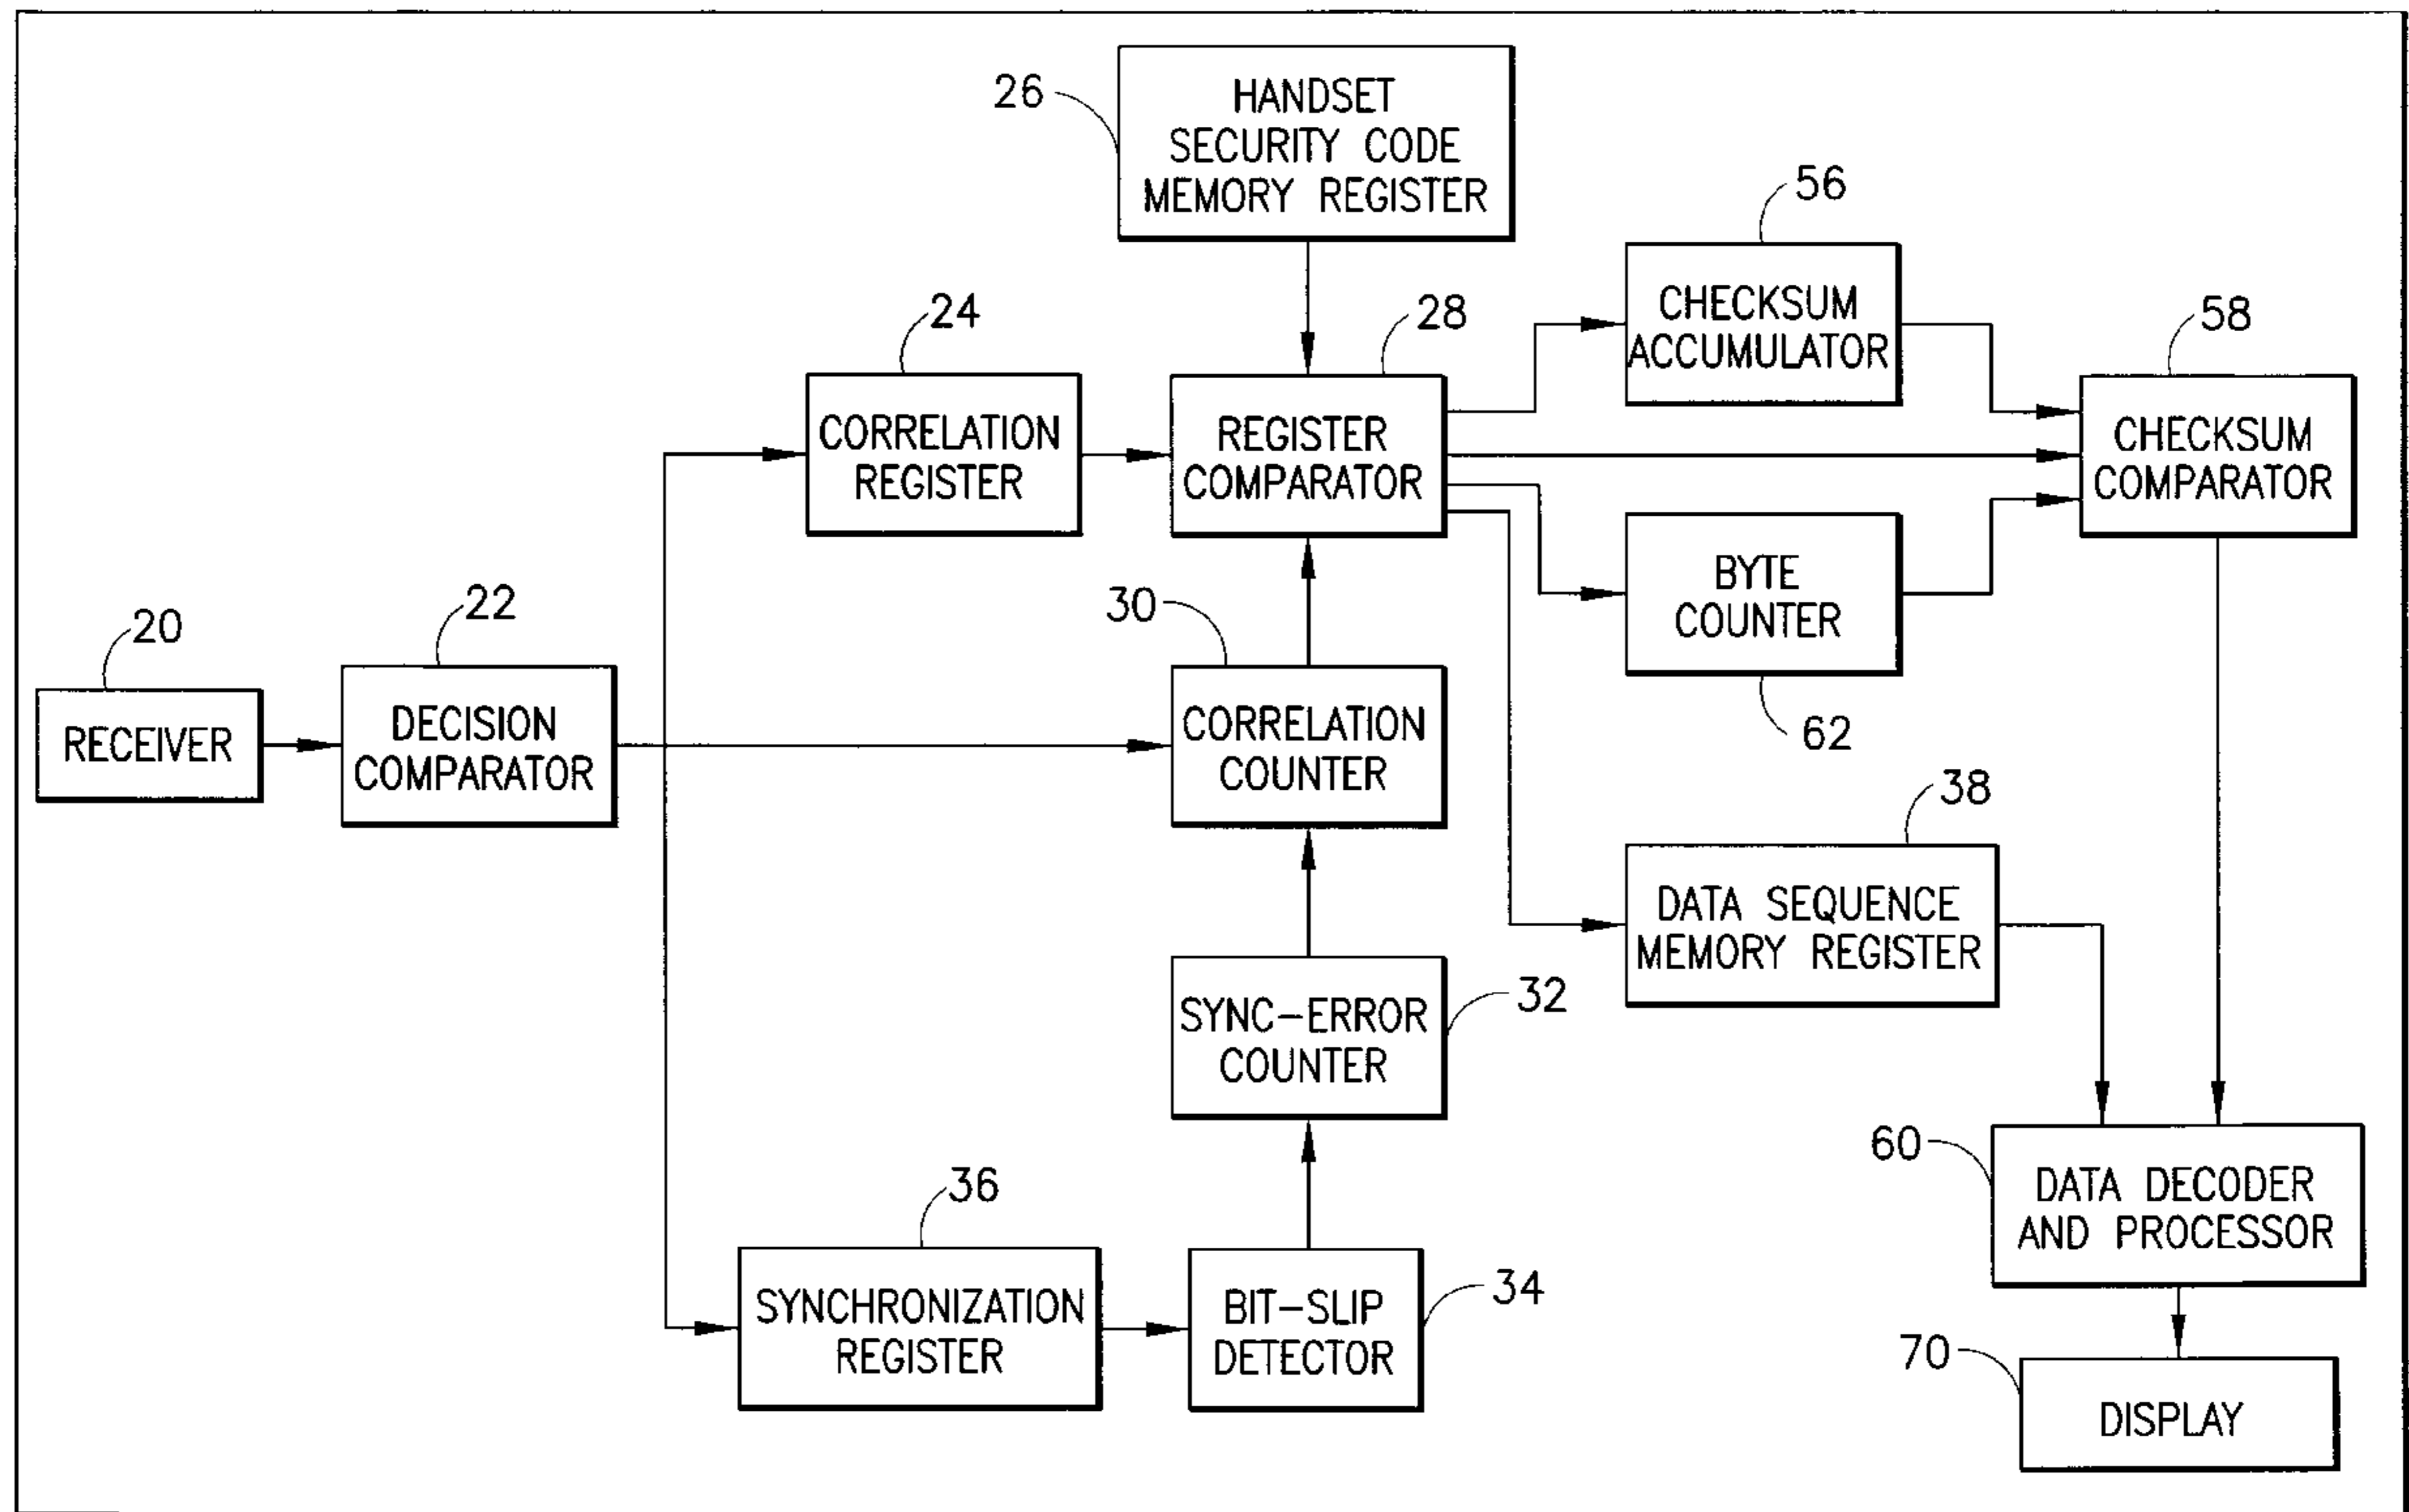 26
HANDSET
SECURITY CODE
MEMORY REGISTER
56
CHECKSUM
ACCUMULATOR
24
CORRELATION
REGISTER
28
REGISTER
COMPARATOR
58
CHECKSUM
COMPARATOR
BYTE
COUNTER
62
20
RECEIVER
22
DECISION
COMPARATOR
30
CORRELATION
COUNTER
38
DATA SEQUENCE
MEMORY REGISTER
SYNC-ERROR
COUNTER
32
60
DATA DECODER
AND PROCESSOR
36
SYNCHRONIZATION
REGISTER
BIT-SLIP
DETECTOR
34
70
DISPLAY